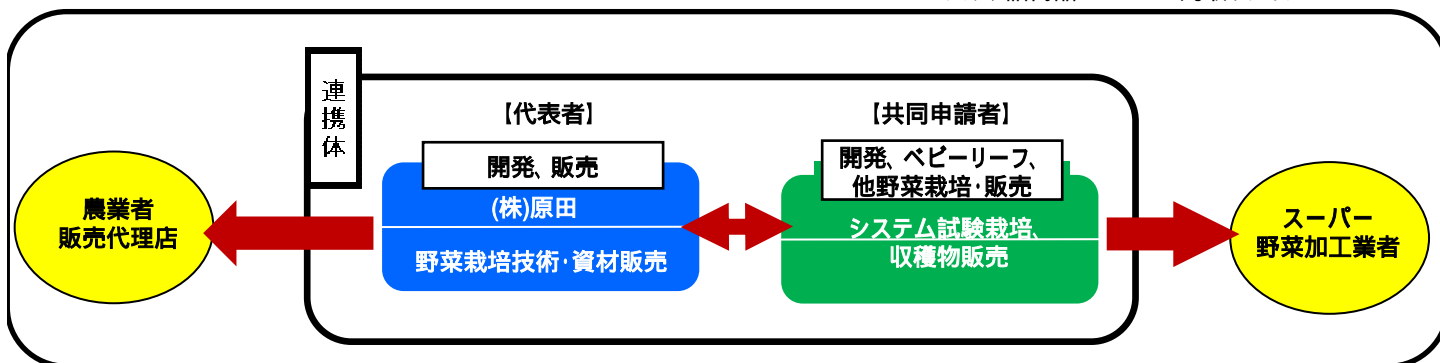 連携体
【代表者】
開発、販売
(株)原田
野菜栽培技術・資材販売
【共同申請者】
開発、ベビーリーフ、
他野菜栽培・販売
システム試験栽培、
収穫物販売
農業者
販売代理店
スーパー
野菜加工業者